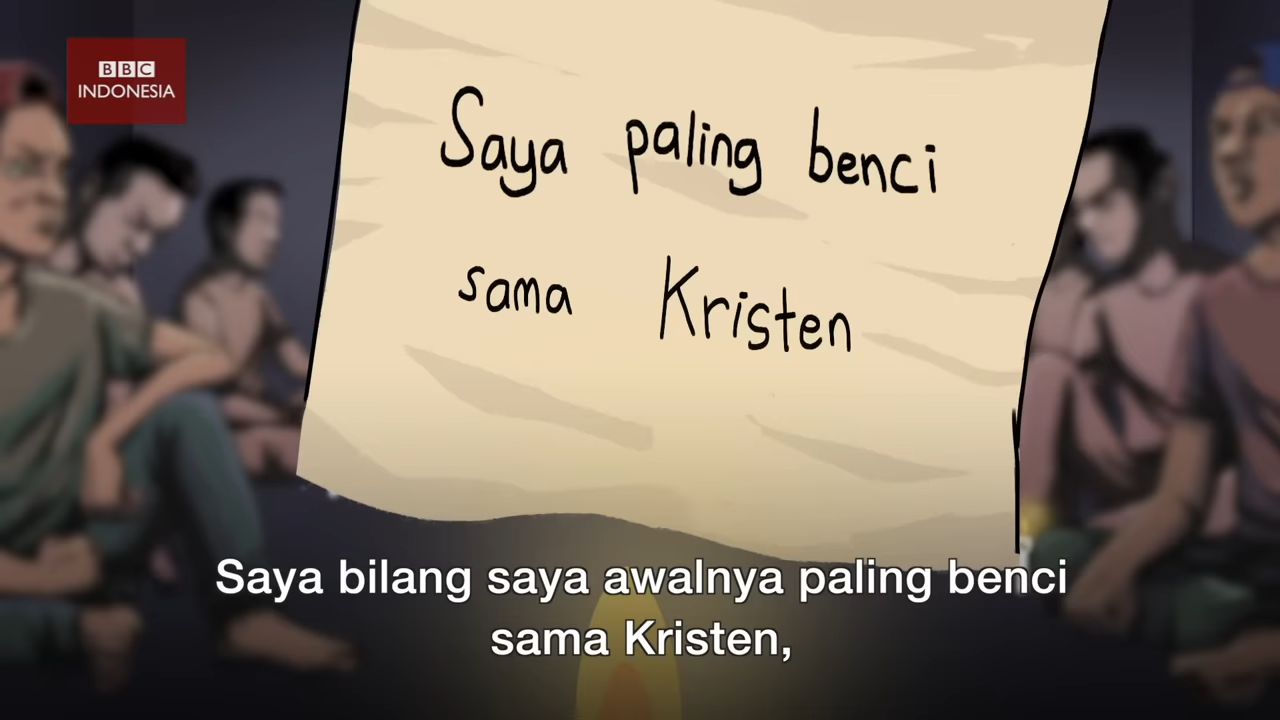 BBC
INDONESIA
Saya paling benci
sama Kristen
Saya bilang saya awalnya paling benci
sama Kristen,